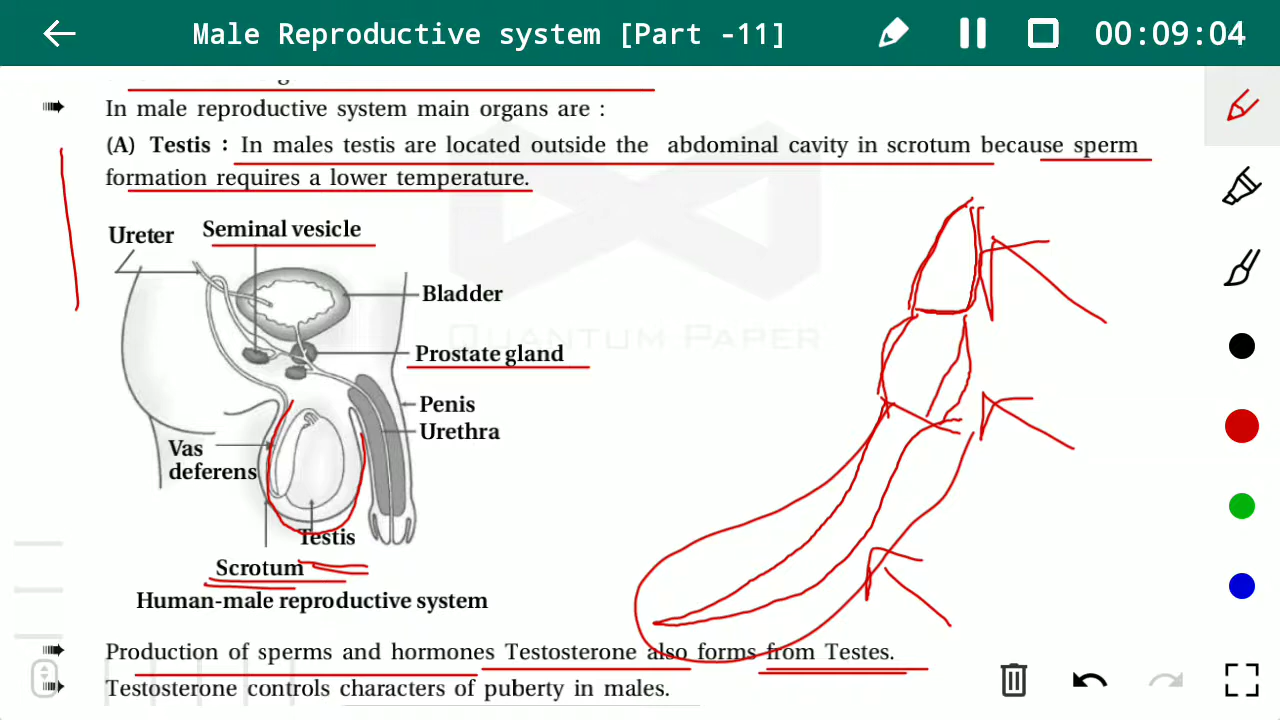 Male Reproductive system [Part -11]
00:09:04
In male reproductive system main organs are :
(A) Testis : In males testis are located outside the abdominal cavity in scrotum because sperm
formation requires a lower temperature.
Ureter
Seminal vesicle
Bladder
QUANTUM PAPER
Prostate gland
Penis
Urethra
Vas
deferens
Testis
Scrotum
Human-male reproductive system
Production of sperms and hormones Testosterone also forms from Testes.
Testosterone controls characters of puberty in males.